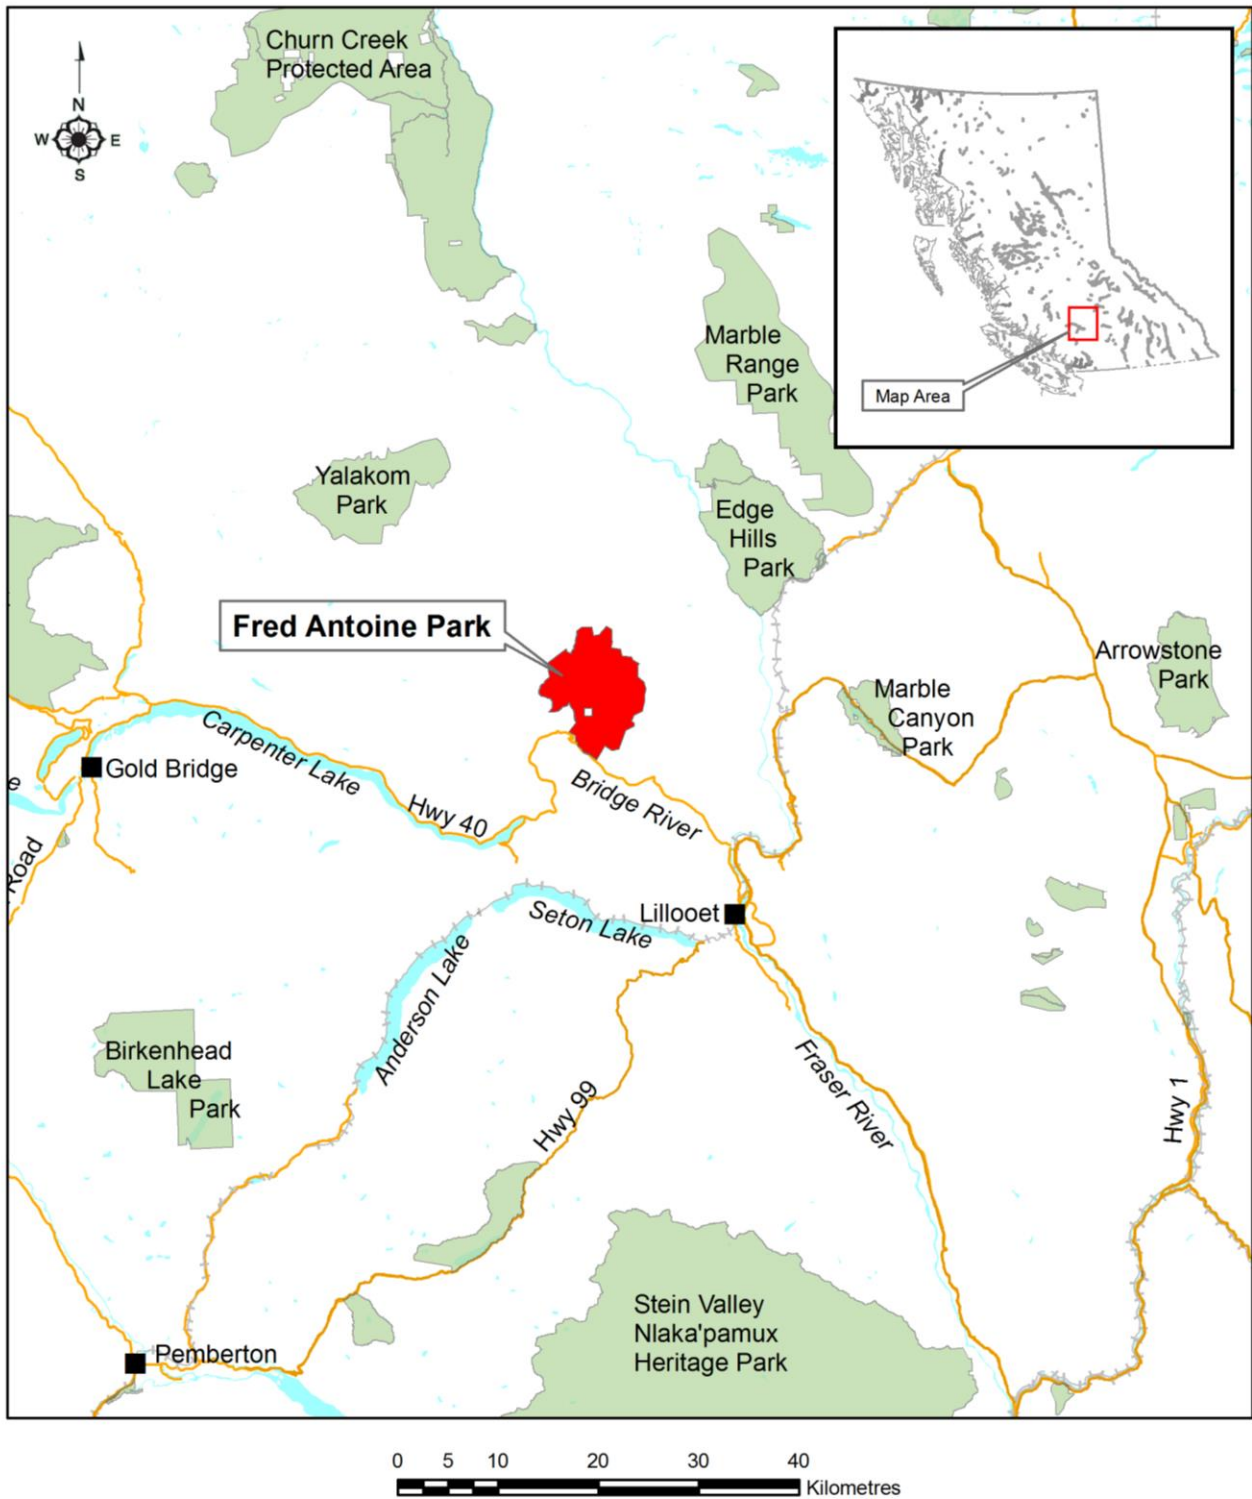 Churn Creek
Protected Area
N
W E
S
Marble
Range
Park
Map Area
Yalakom
Park
Edge
Hills
Park
Fred Antoine Park
Arrowstone
Park
Marble
Canyon
Park
Carpenter Lake
Gold Bridge
e
Hwy 40
Bridge River
Road
Lillooet
Seton Lake
Anderson Lake
Birkenhead
Lake
Park
Hwy 99
Fraser River
Hwy 1
Stein Valley
Nlaka'pamux
Heritage Park
Pemberton
0 5 10 20 30 40
Kilometres